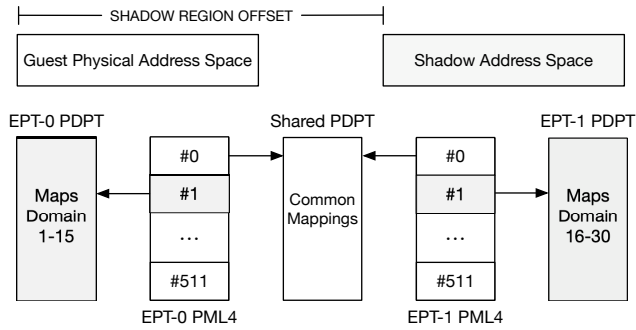 SHADOW REGION OFFSET
Guest Physical Address Space
Shadow Address Space
EPT-0 PDPT
Shared PDPT
EPT-1 PDPT
#0
#0
Maps
Domain
1-15
#1
Common
Mappings
#1
Maps
Domain
16-30
...
...
#511
#511
EPT-0 PML4
EPT-1 PML4